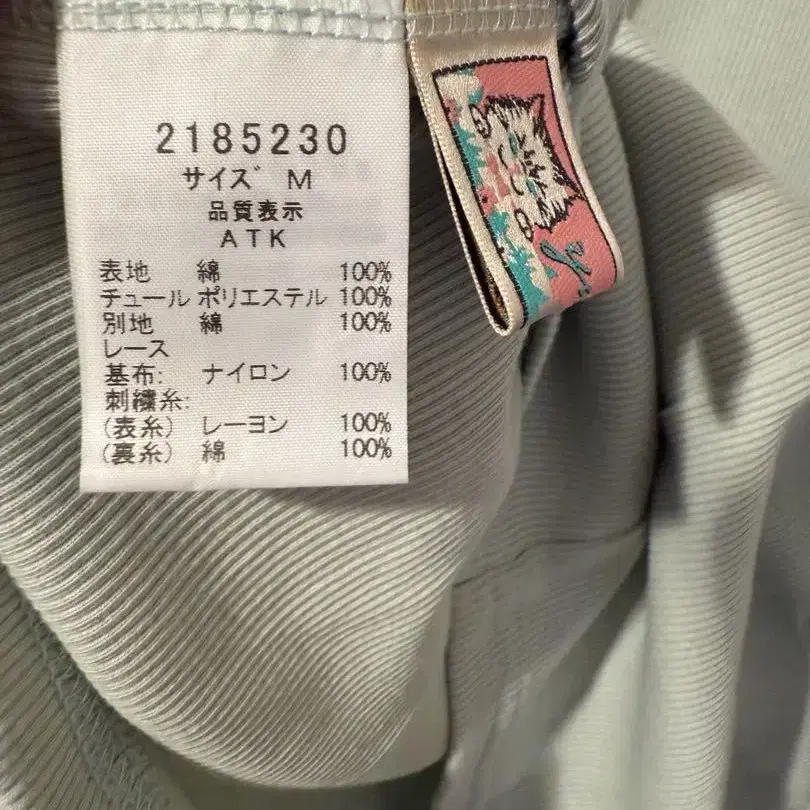 2185230
サイズ M
品質表示
ATK
表地 綿 100%
チュール ポリエステル 100%
別地 綿 100%
レース
基布: ナイロン 100%
刺繍糸:
(表糸) レーヨン 100%
(裏糸) 綿 100%